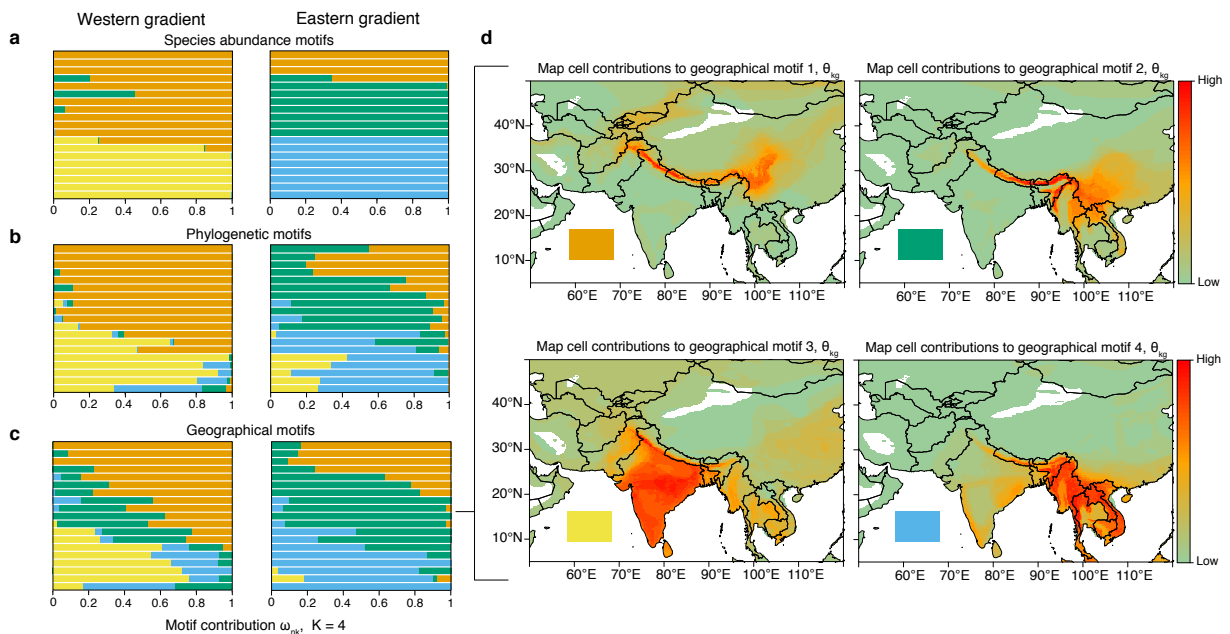 Western gradient
Eastern gradient
a
Species abundance motifs
0 0.2 0.4 0.6 0.8 1
0 0.2 0.4 0.6 0.8 1
b
Phylogenetic motifs
0 0.2 0.4 0.6 0.8 1
0 0.2 0.4 0.6 0.8 1
c
Geographical motifs
0 0.2 0.4 0.6 0.8 1
0 0.2 0.4 0.6 0.8 1
Motif contribution ωnk, K = 4
d
Map cell contributions to geographical motif 1, θkg
40°N
30°N
20°N
10°N
60°E 70°E 80°E 90°E 100°E 110°E
Map cell contributions to geographical motif 2, θkg
60°E 70°E 80°E 90°E 100°E 110°E
High
Low
Map cell contributions to geographical motif 3, θkg
40°N
30°N
20°N
10°N
60°E 70°E 80°E 90°E 100°E 110°E
Map cell contributions to geographical motif 4, θkg
60°E 70°E 80°E 90°E 100°E 110°E
High
Low